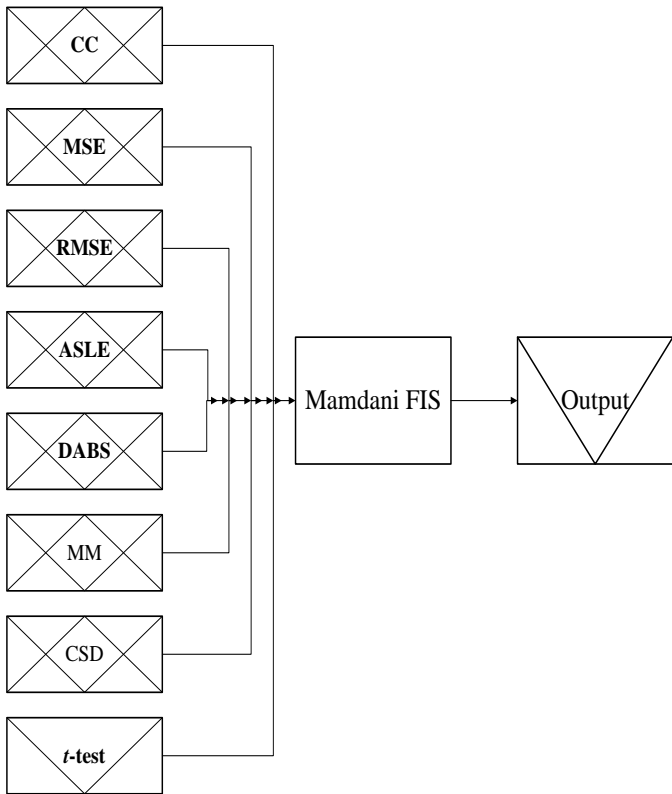 CC
MSE
RMSE
ASLE
DABS
MM
CSD
t-test
Mamdani FIS
Output